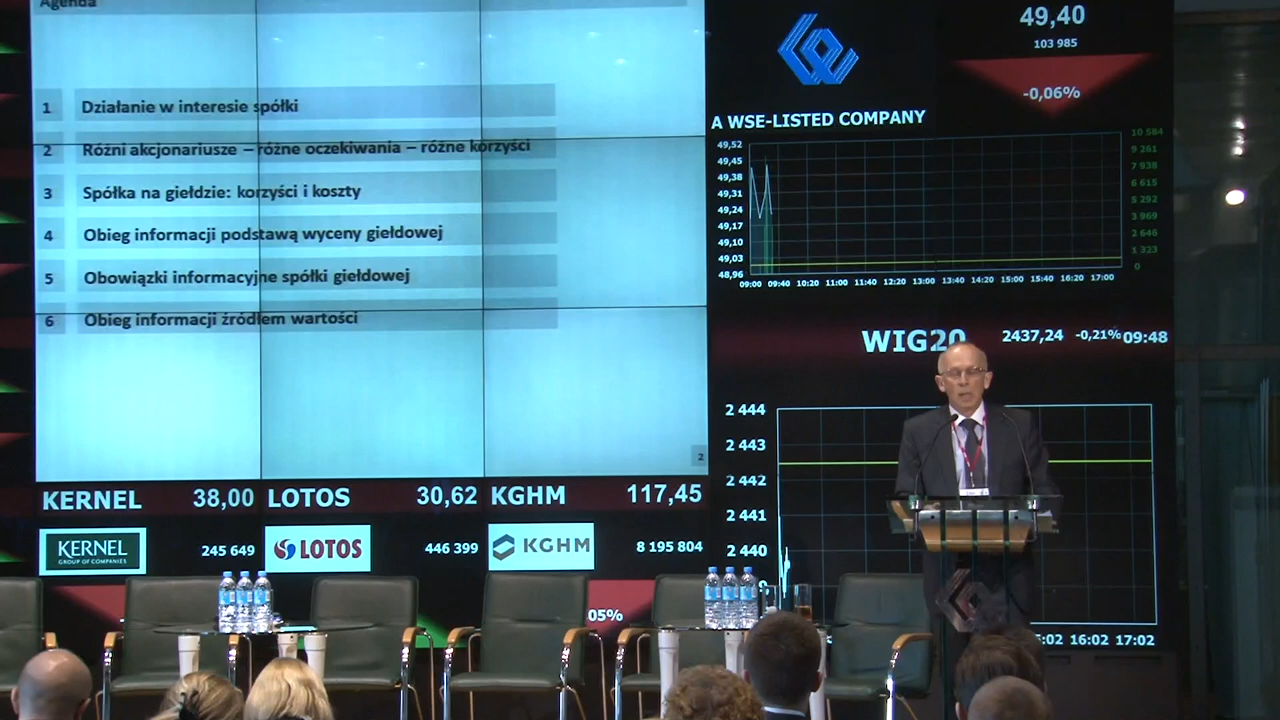 Agenda
1 Działanie w interesie spółki
2 Różni akcjonariusze – różne oczekiwania – różne korzyści
3 Spółka na giełdzie: korzyści i koszty
4 Obieg informacji podstawą wyceny giełdowej
5 Obowiązki informacyjne spółki giełdowej
6 Obieg informacji źródłem wartości
2
KERNEL 38,00 LOTOS 30,62 KGHM 117,45
KERNEL
GROUP OF COMPANIES
245 649
LOTOS
446 399
KGHM
8 195 804
05%
49,40
103 985
-0,06%
A WSE-LISTED COMPANY
49,52
49,45
49,38
49,31
49,24
49,17
49,10
49,03
48,96
10 584
9 261
7 938
6 615
5 292
3 969
2 646
1 323
0
09:00 09:40 10:20 11:00 11:40 12:20 13:00 13:40 14:20 15:00 15:40 16:20 17:00
WIG20 2437,24 -0,21% 09:48
2 444
2 443
2 442
2 441
2 440
5:02 16:02 17:02